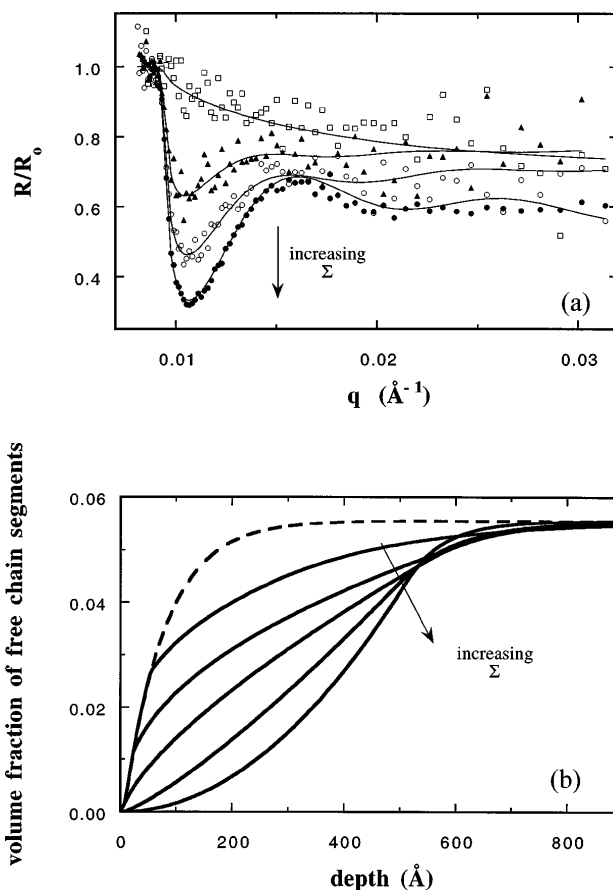 1.0
0.8
0.6
0.4
R/Ro
increasing
Σ
(a)
0.01
0.02
0.03
q (Å-1)
0.06
0.04
0.02
0.00
volume fraction of free chain segments
increasing
Σ
(b)
0
200
400
600
800
depth (Å)